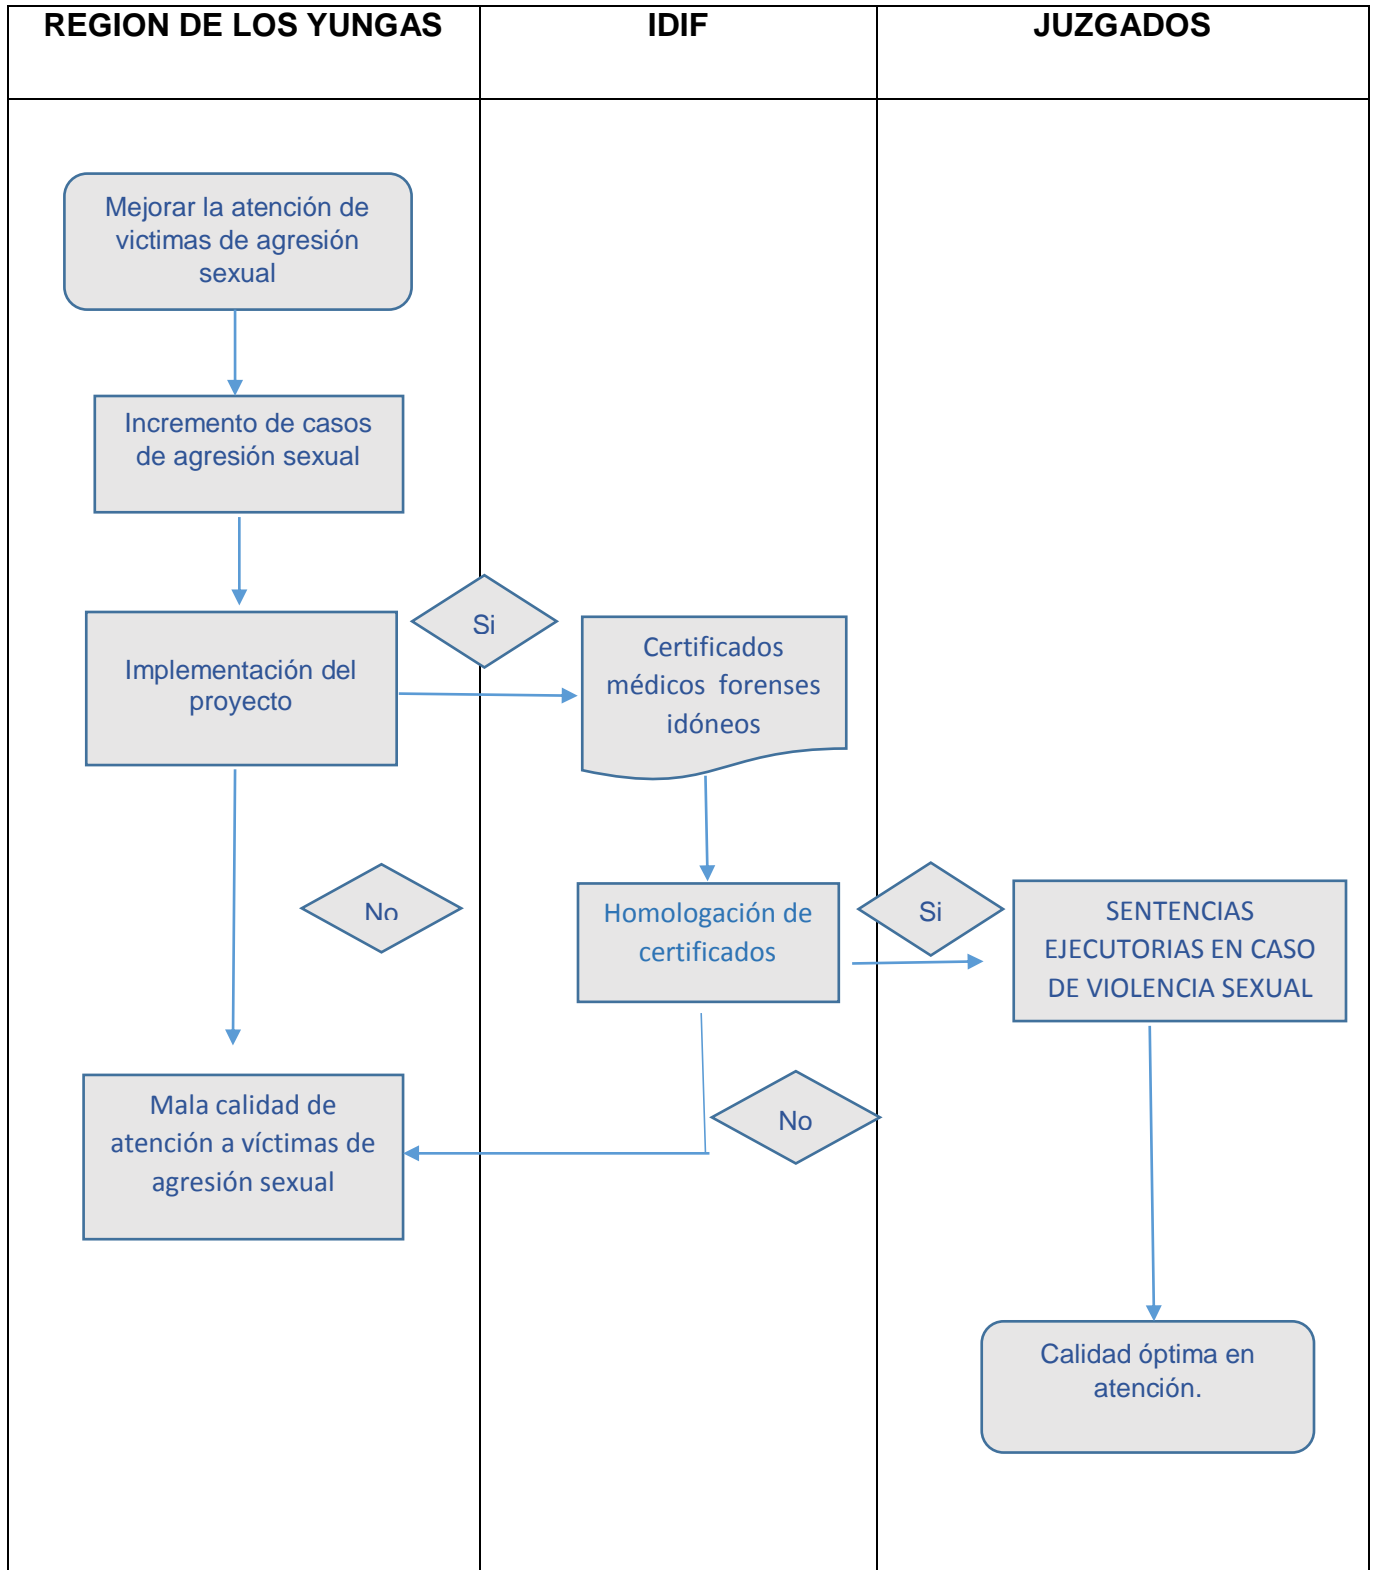 REGION DE LOS YUNGAS
IDIF
JUZGADOS
Mejorar la atención de
victimas de agresión
sexual
Incremento de casos
de agresión sexual
Si
Implementación del
proyecto
Certificados
médicos forenses
idóneos
No
Homologación de
certificados
Si
SENTENCIAS
EJECUTORIAS EN CASO
DE VIOLENCIA SEXUAL
Mala calidad de
atención a víctimas de
agresión sexual
No
Calidad óptima en
atención.